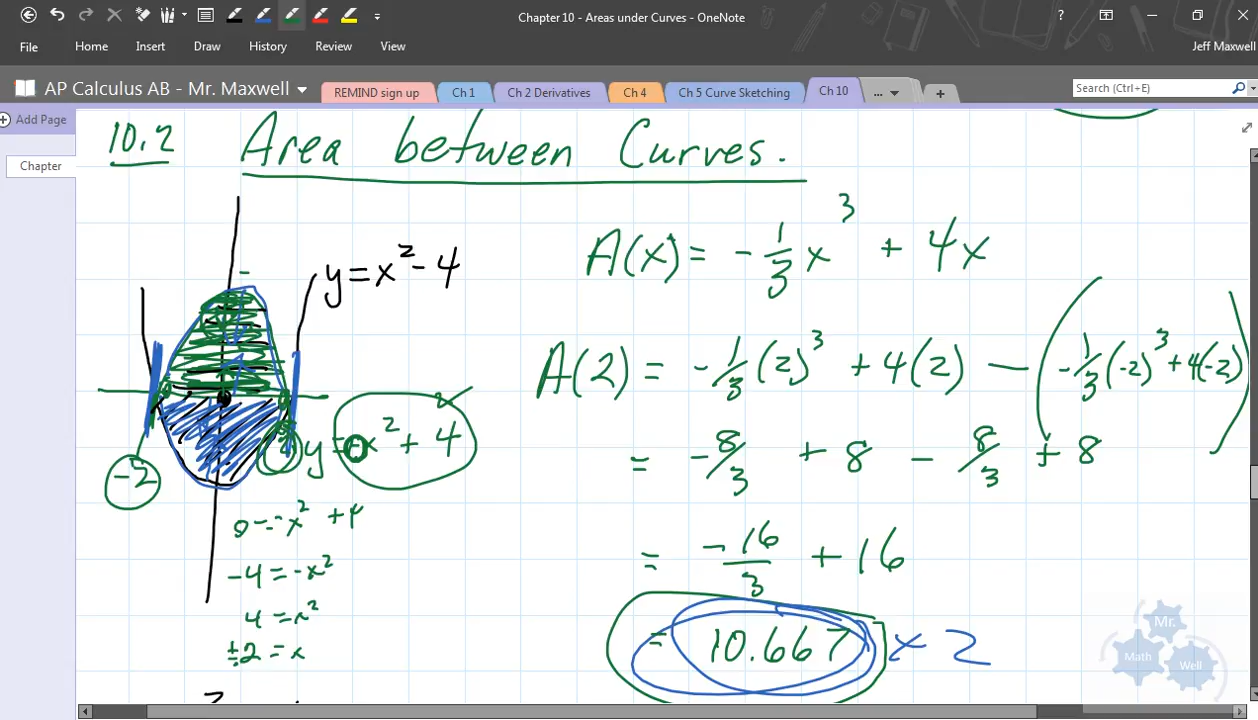 Chapter 10 - Areas under Curves - OneNote
?
File
Home
Insert
Draw
History
Review
View
Jeff Maxwell
AP Calculus AB - Mr. Maxwell
REMIND sign up
Ch 1
Ch 2 Derivatives
Ch 4
Ch 5 Curve Sketching
Ch 10
...
Search (Ctrl+E)
Add Page
Chapter
10.2 Area between Curves.
y = x² - 4
A(x) = -1/3 x³ + 4x
A(2) = -1/3 (2)³ + 4(2) - (-1/3 (-2)³ + 4(-2))
y = -x² + 4
-2
2
= -8/3 + 8 - 8/3 + 8
0 = -x² + 4
-4 = -x²
4 = x²
±2 = x
= -16/3 + 16
= 10.667 × 2
Mr.
Math
Well